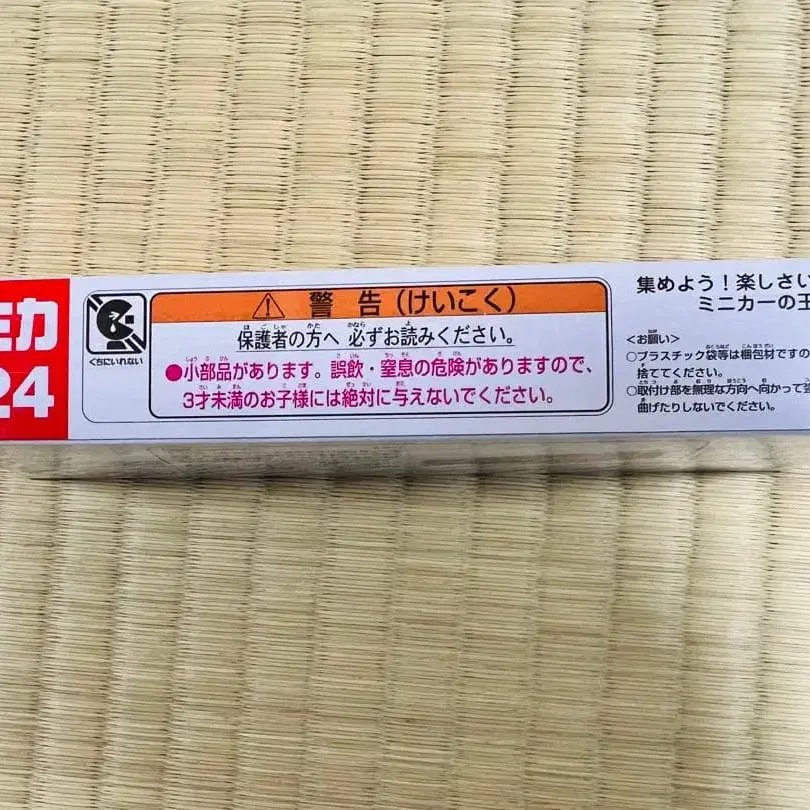 ミカ
24
くちにいれない
警告(けいこく)
保護者の方へ 必ずお読みください。
●小部品があります。誤飲・窒息の危険がありますので、
3才未満のお子様には絶対に与えないでください。
集めよう!楽しさい
ミニカーの王
<お願い>
○プラスチック袋等は梱包材ですの
捨ててください。
○取付け部を無理な方向へ向かって
曲げたりしないでください。